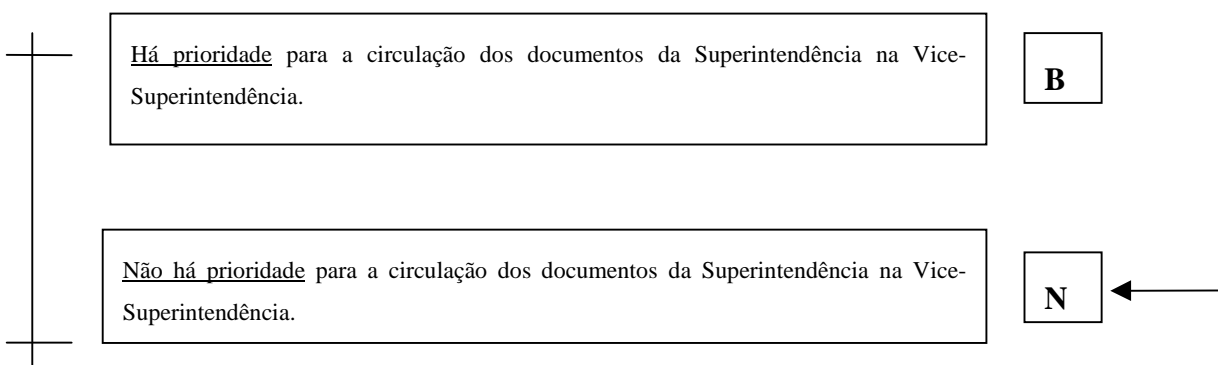 Há prioridade para a circulação dos documentos da Superintendência na Vice-
Superintendência.
B
Não há prioridade para a circulação dos documentos da Superintendência na Vice-
Superintendência.
N